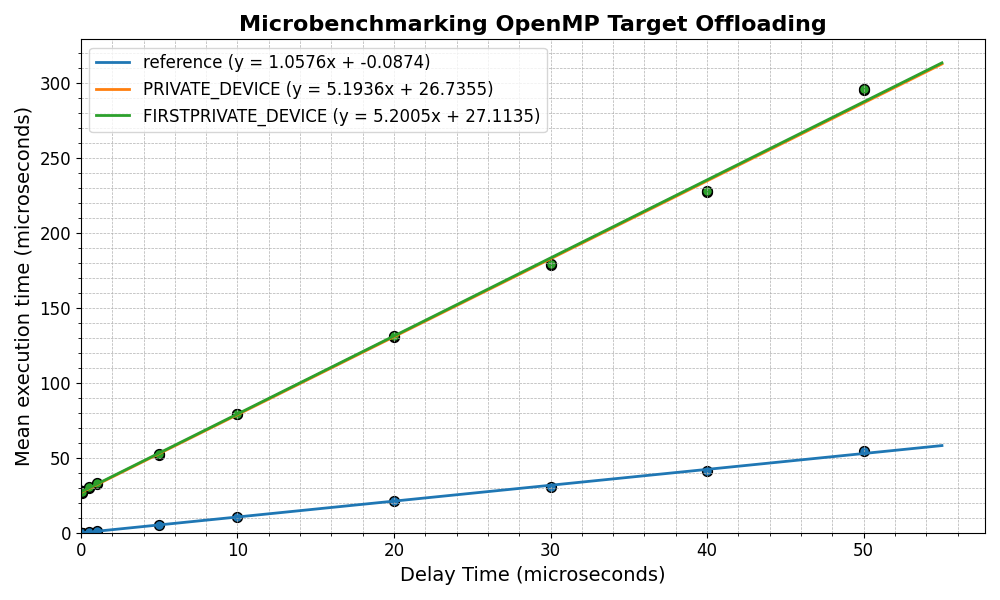 Microbenchmarking OpenMP Target Offloading
reference (y = 1.0576x + -0.0874)
PRIVATE_DEVICE (y = 5.1936x + 26.7355)
FIRSTPRIVATE_DEVICE (y = 5.2005x + 27.1135)
Mean execution time (microseconds)
300
250
200
150
100
50
0
0 10 20 30 40 50
Delay Time (microseconds)